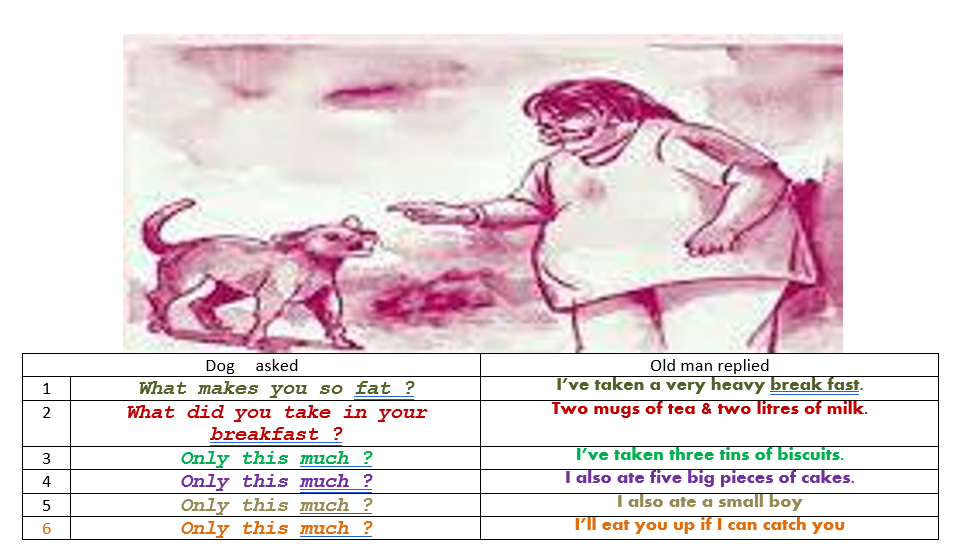 Dog asked Old man replied
1 What makes you so fat ? I've taken a very heavy break fast.
2 What did you take in your Two mugs of tea & two litres of milk.
breakfast ?
3 Only this much ? I've taken three tins of biscuits.
4 Only this much ? I also ate five big pieces of cakes.
5 Only this much ? I also ate a small boy
6 Only this much ? I'll eat you up if I can catch you